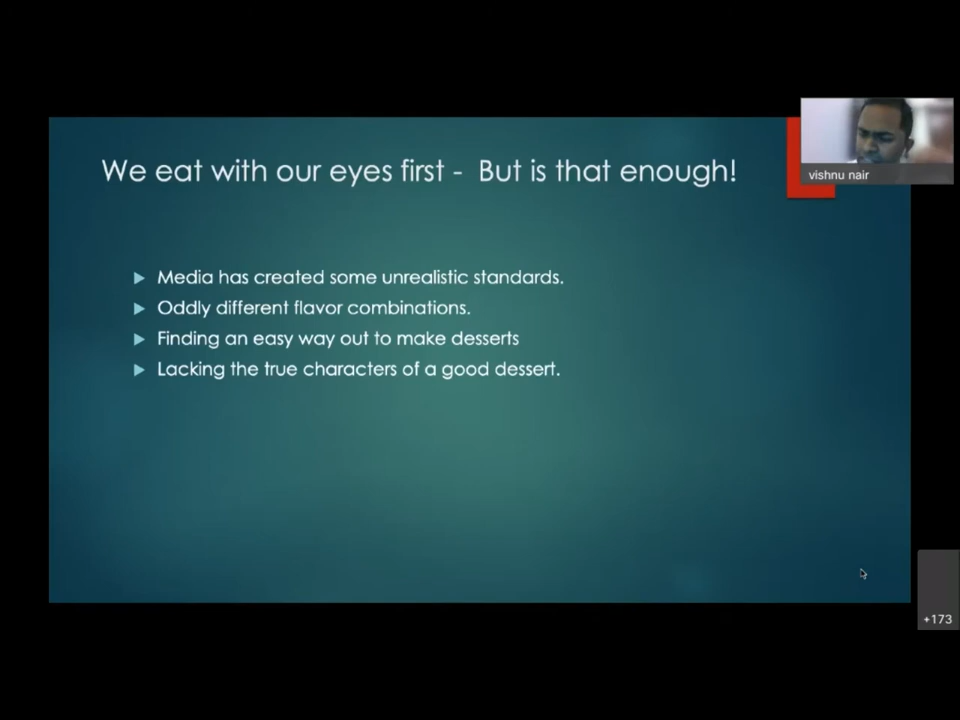 We eat with our eyes first - But is that enough!
vishnu nair
Media has created some unrealistic standards.
Oddly different flavor combinations.
Finding an easy way out to make desserts
Lacking the true characters of a good dessert.
+173